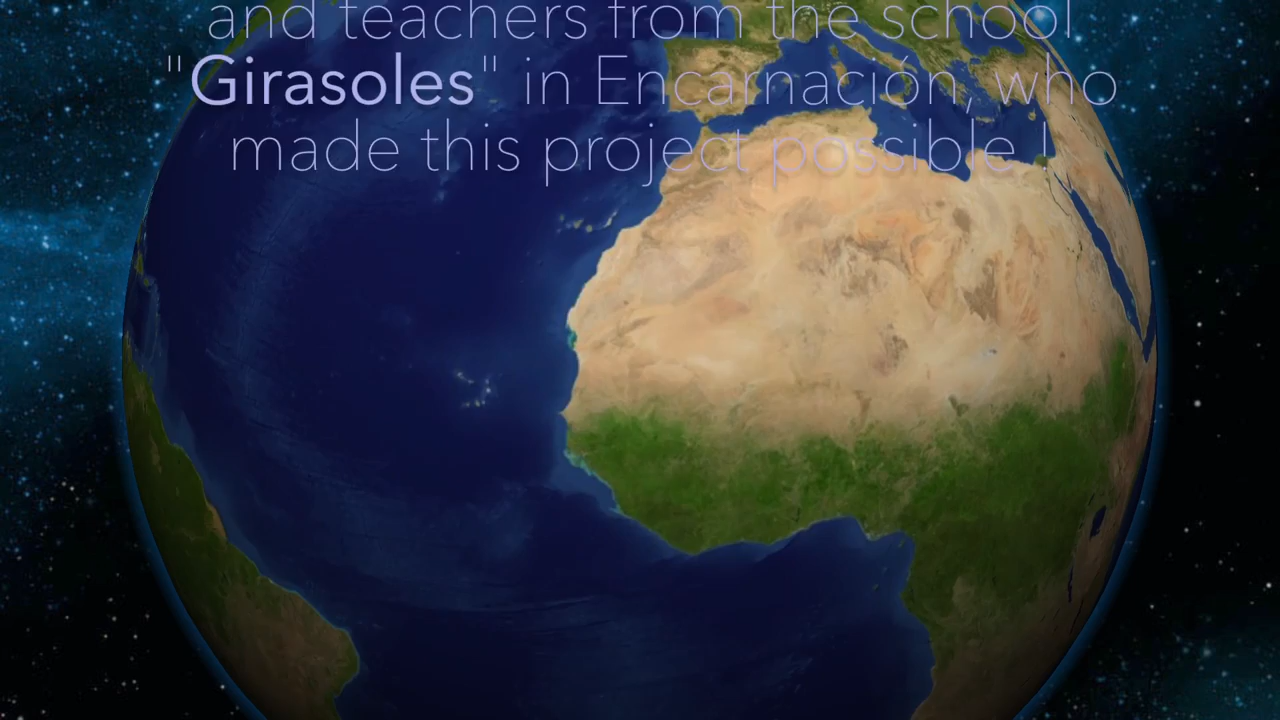 and teachers from the school
"Girasoles" in Encarnación, who
made this project possible !